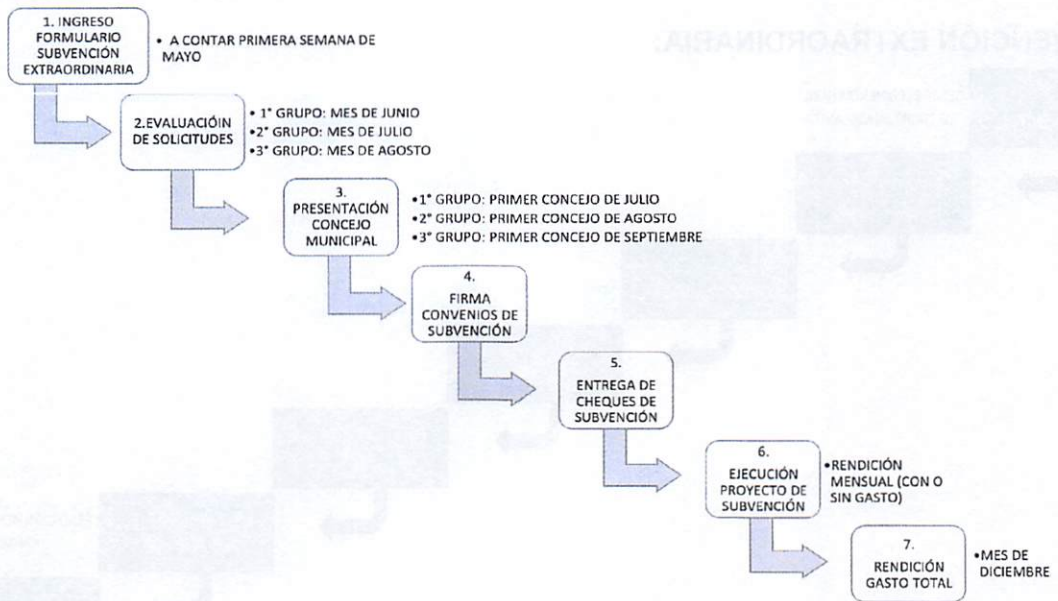 1. INGRESO
FORMULARIO
SUBVENCIÓN
EXTRAORDINARIA
• A CONTAR PRIMERA SEMANA DE
MAYO
2.EVALUACIÓIN
DE SOLICITUDES
• 1° GRUPO: MES DE JUNIO
•2° GRUPO: MES DE JULIO
•3° GRUPO: MES DE AGOSTO
3.
PRESENTACIÓN
CONCEJO
MUNICIPAL
•1° GRUPO: PRIMER CONCEJO DE JULIO
•2° GRUPO: PRIMER CONCEJO DE AGOSTO
•3° GRUPO: PRIMER CONCEJO DE SEPTIEMBRE
4.
FIRMA
CONVENIOS DE
SUBVENCIÓN
5.
ENTREGA DE
CHEQUES DE
SUBVENCIÓN
6.
EJECUCIÓN
PROYECTO DE
SUBVENCIÓN
•RENDICIÓN
MENSUAL (CON O
SIN GASTO)
7.
RENDICIÓN
GASTO TOTAL
•MES DE
DICIEMBRE